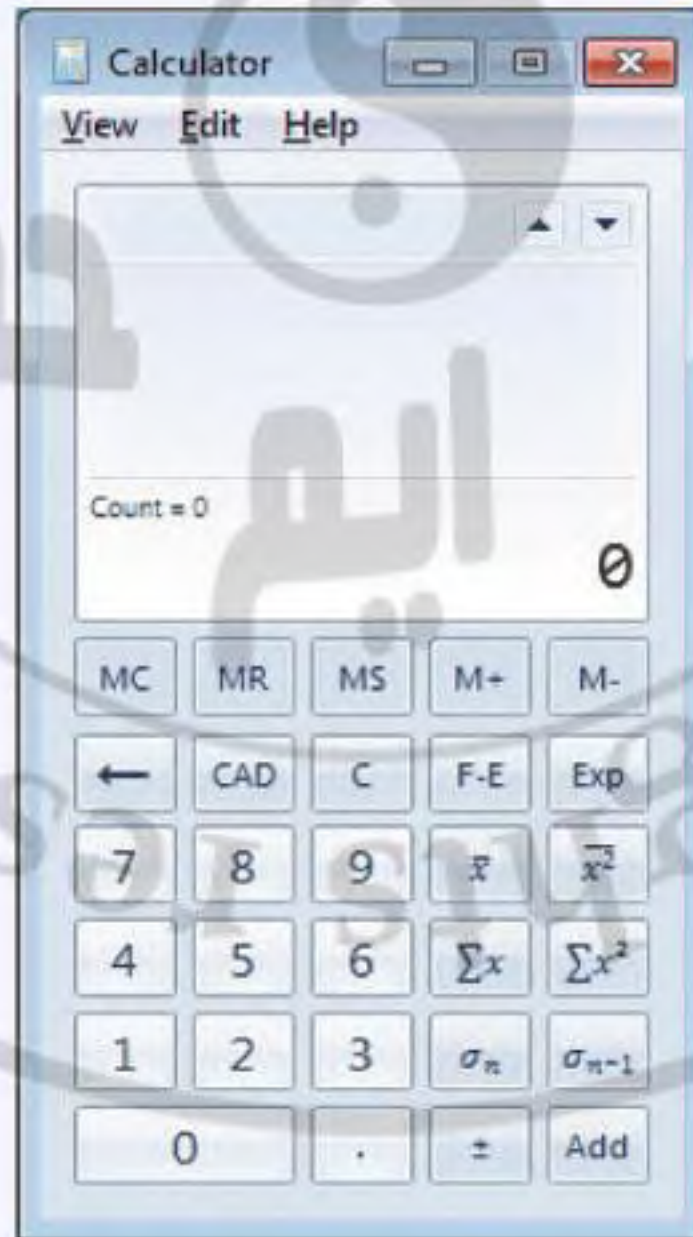 Calculator
View Edit Help
Count = 0
0
MC MR MS M+ M-
← CAD C F-E Exp
7 8 9 x̄ x̄²
4 5 6 ∑x ∑x²
1 2 3 σₙ σₙ₋₁
0 . ± Add